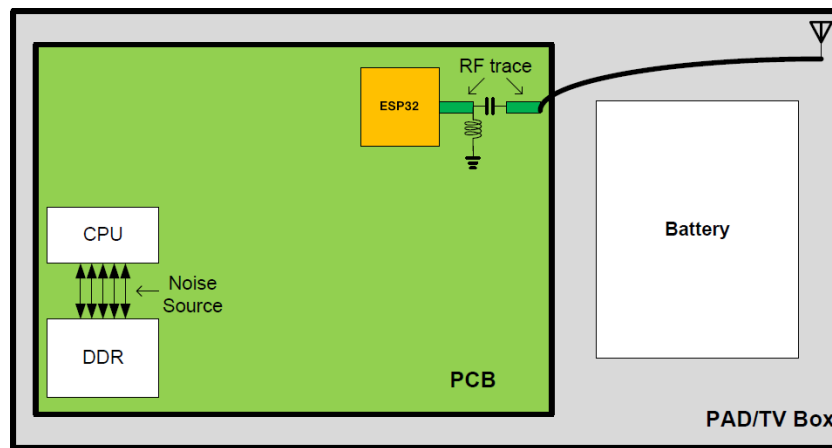 RF trace
ESP32
CPU
Noise
Source
DDR
Battery
PCB
PAD/TV Box